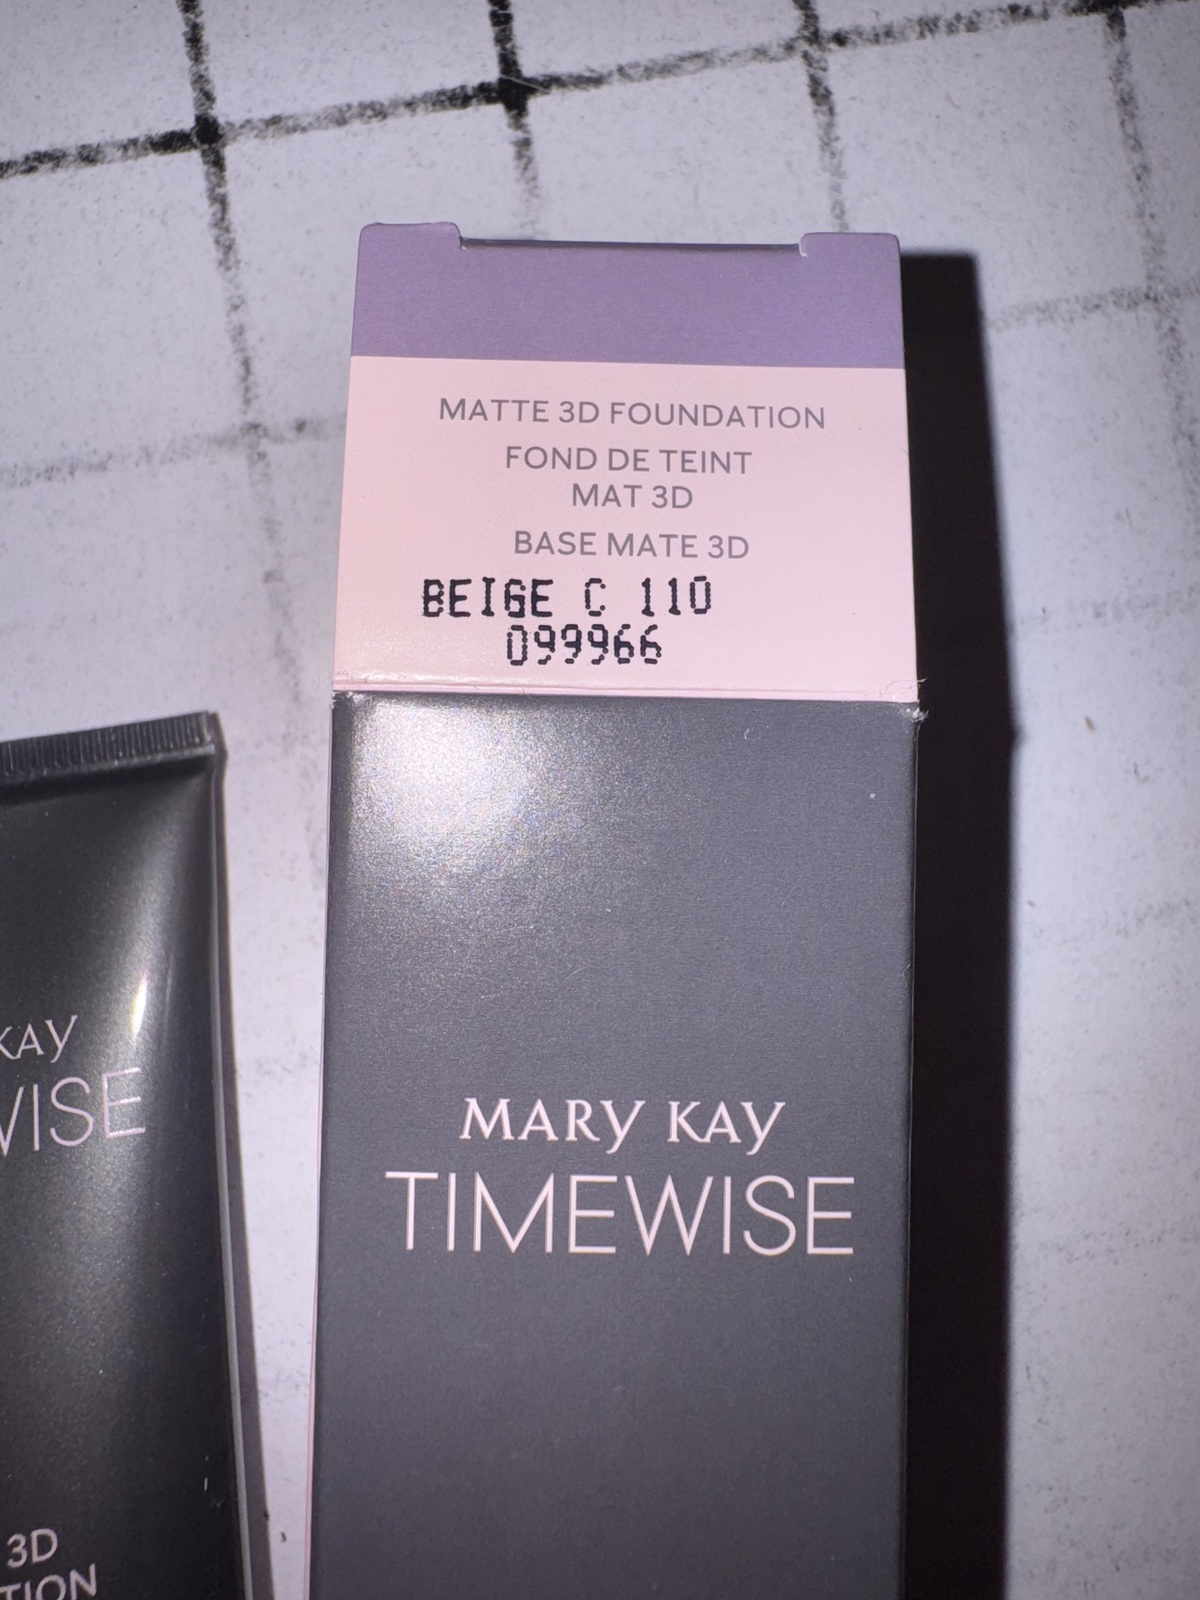 MATTE 3D FOUNDATION
FOND DE TEINT
MAT 3D
BASE MATE 3D
BEIGE C 110
099966
MARY KAY
TIMEWISE
KAY
WISE
3D
TION